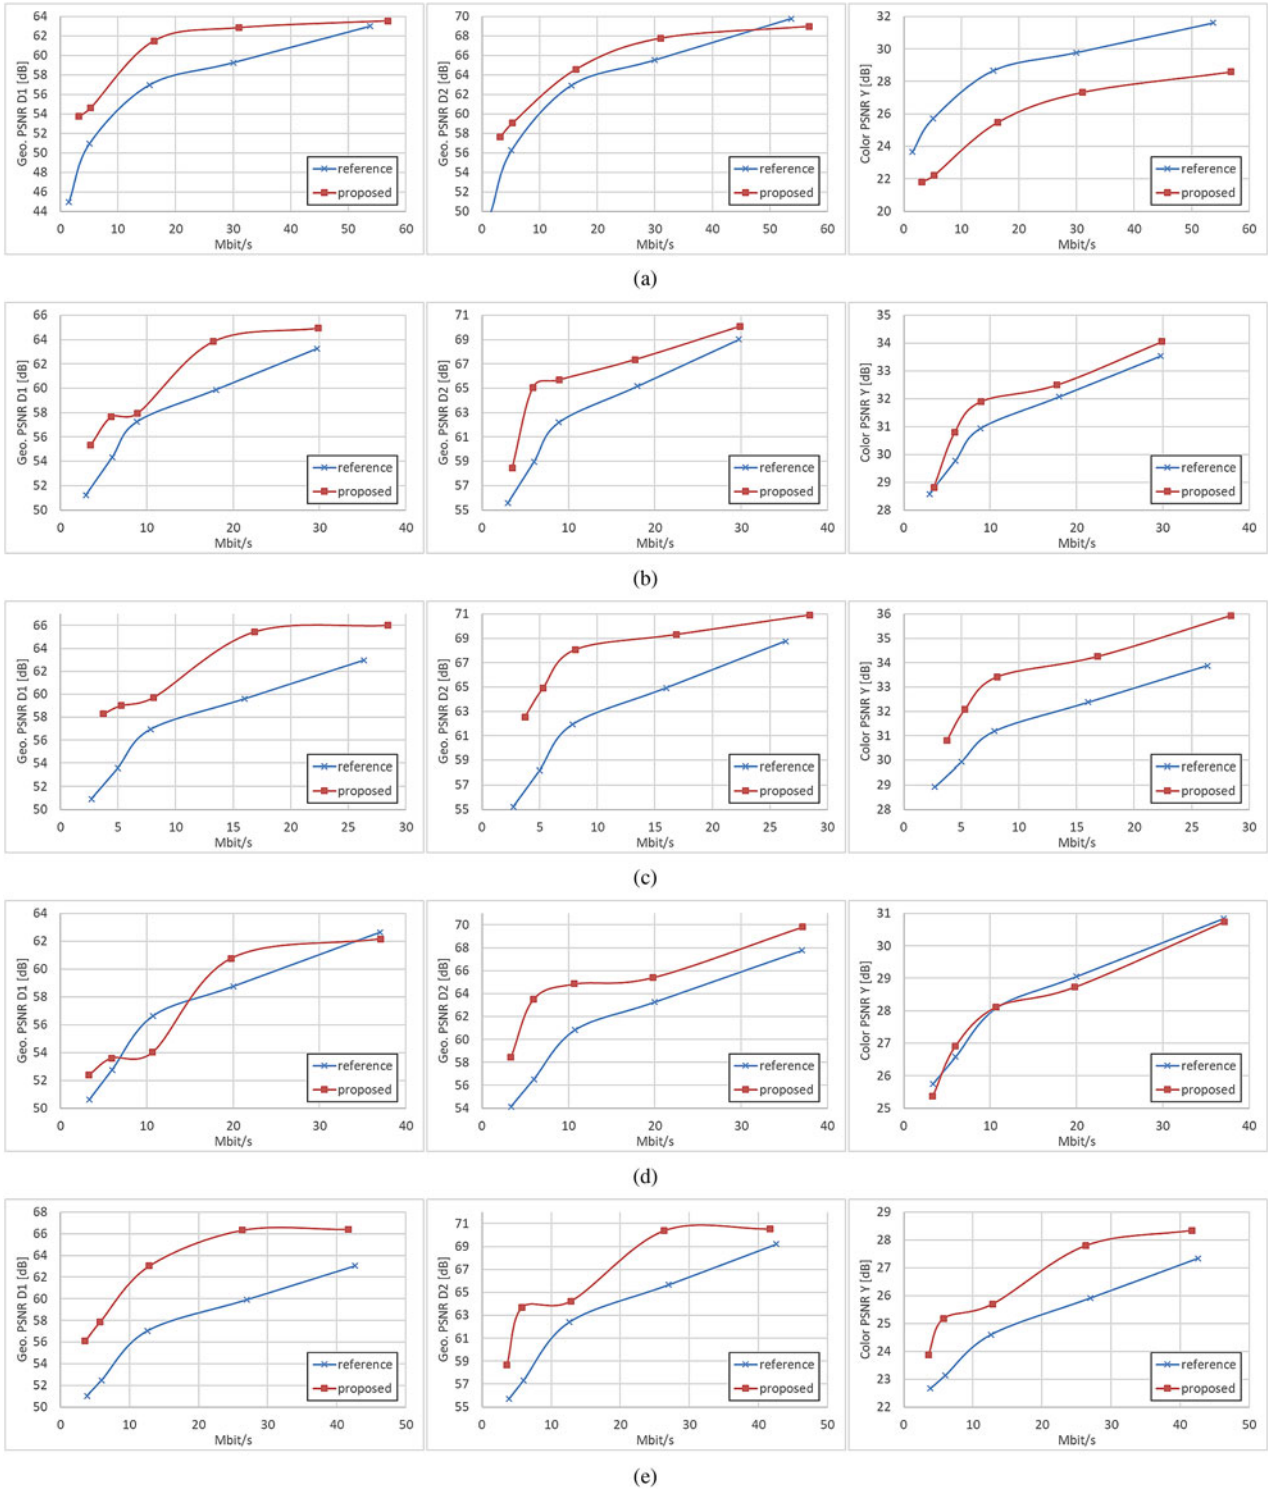 Geo. PSNR D1 [dB]
64
62
60
58
56
54
52
50
48
46
44
reference
proposed
0 10 20 30 40 50 60
Mbit/s
Geo. PSNR D2 [dB]
70
68
66
64
62
60
58
56
54
52
50
reference
proposed
0 10 20 30 40 50 60
Mbit/s
Color PSNR Y [dB]
32
30
28
26
24
22
20
reference
proposed
0 10 20 30 40 50 60
Mbit/s
(a)
Geo. PSNR D1 [dB]
66
64
62
60
58
56
54
52
50
reference
proposed
0 10 20 30 40
Mbit/s
Geo. PSNR D2 [dB]
71
69
67
65
63
61
59
57
55
reference
proposed
0 10 20 30 40
Mbit/s
Color PSNR Y [dB]
35
34
33
32
31
30
29
28
reference
proposed
0 10 20 30 40
Mbit/s
(b)
Geo. PSNR D1 [dB]
66
64
62
60
58
56
54
52
50
reference
proposed
0 5 10 15 20 25 30
Mbit/s
Geo. PSNR D2 [dB]
71
69
67
65
63
61
59
57
55
reference
proposed
0 5 10 15 20 25 30
Mbit/s
Color PSNR Y [dB]
36
35
34
33
32
31
30
29
28
reference
proposed
0 5 10 15 20 25 30
Mbit/s
(c)
Geo. PSNR D1 [dB]
64
62
60
58
56
54
52
50
reference
proposed
0 10 20 30 40
Mbit/s
Geo. PSNR D2 [dB]
70
68
66
64
62
60
58
56
54
reference
proposed
0 10 20 30 40
Mbit/s
Color PSNR Y [dB]
31
30
29
28
27
26
25
reference
proposed
0 10 20 30 40
Mbit/s
(d)
Geo. PSNR D1 [dB]
68
66
64
62
60
58
56
54
52
50
reference
proposed
0 10 20 30 40 50
Mbit/s
Geo. PSNR D2 [dB]
71
69
67
65
63
61
59
57
55
reference
proposed
0 10 20 30 40 50
Mbit/s
Color PSNR Y [dB]
29
28
27
26
25
24
23
22
reference
proposed
0 10 20 30 40 50
Mbit/s
(e)